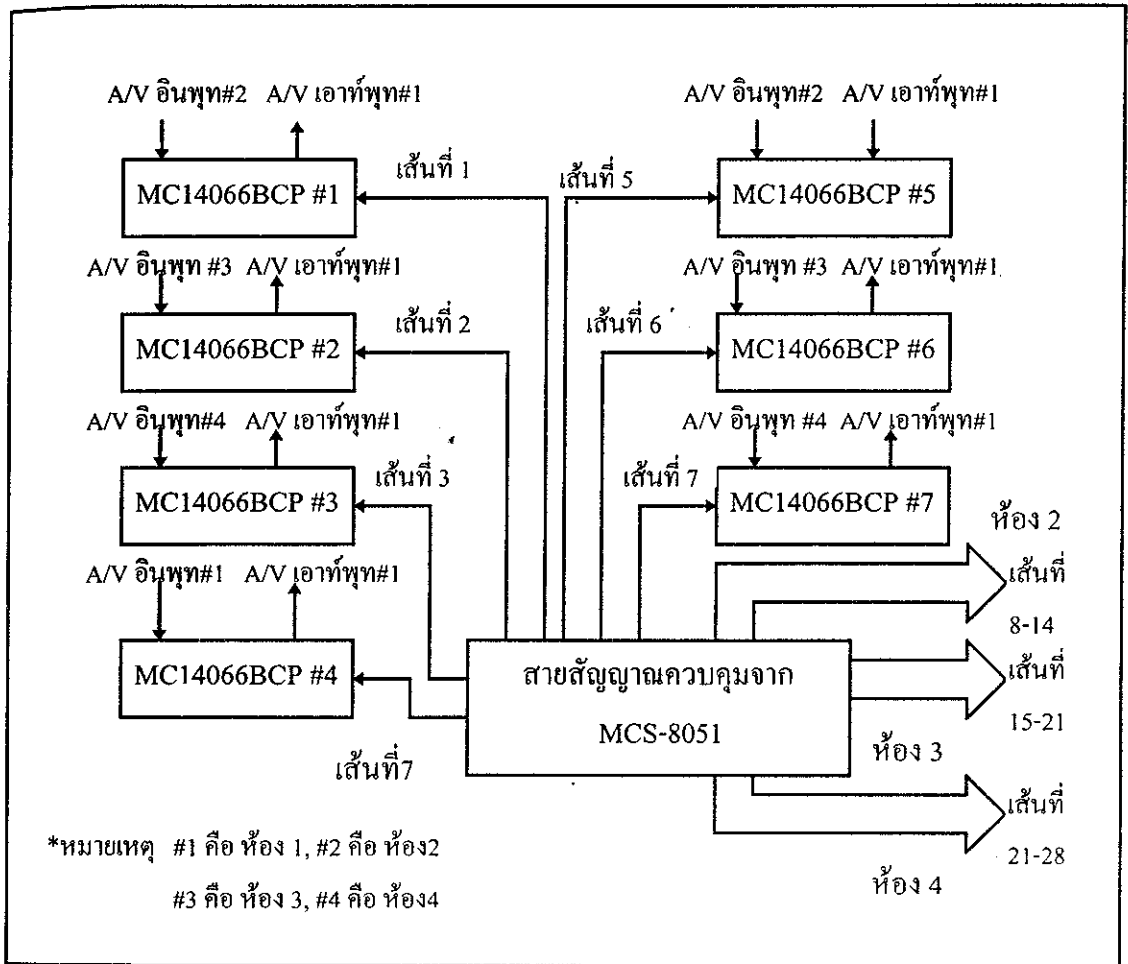 A/V อินพุท#2 A/V เอาท์พุท#1
เส้นที่ 1
MC14066BCP #1
A/V อินพุท #3 A/V เอาท์พุท#1
เส้นที่ 2
MC14066BCP #2
A/V อินพุท#4 A/V เอาท์พุท#1
เส้นที่ 3
MC14066BCP #3
A/V อินพุท#1 A/V เอาท์พุท#1
MC14066BCP #4
เส้นที่7
A/V อินพุท#2 A/V เอาท์พุท#1
เส้นที่ 5
MC14066BCP #5
A/V อินพุท #3 A/V เอาท์พุท#1
เส้นที่ 6
MC14066BCP #6
A/V อินพุท #4 A/V เอาท์พุท#1
เส้นที่ 7
MC14066BCP #7
ห้อง 2
เส้นที่
8-14
สายสัญญาณควบคุมจาก
MCS-8051
เส้นที่
15-21
ห้อง 3
เส้นที่
21-28
ห้อง 4
*หมายเหตุ #1 คือ ห้อง 1, #2 คือ ห้อง2
#3 คือ ห้อง 3, #4 คือ ห้อง4